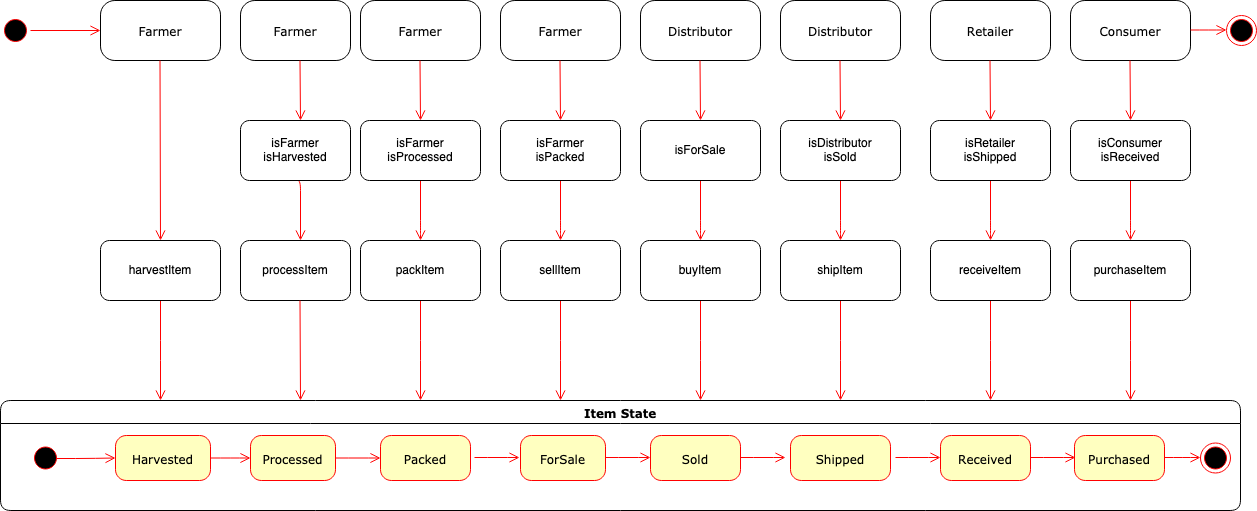 Farmer
Farmer
Farmer
Farmer
Distributor
Distributor
Retailer
Consumer
isFarmer
isHarvested
isFarmer
isProcessed
isFarmer
isPacked
isForSale
isDistributor
isSold
isRetailer
isShipped
isConsumer
isReceived
harvestItem
processItem
packItem
sellItem
buyItem
shipItem
receiveItem
purchaseItem
Item State
Harvested
Processed
Packed
ForSale
Sold
Shipped
Received
Purchased